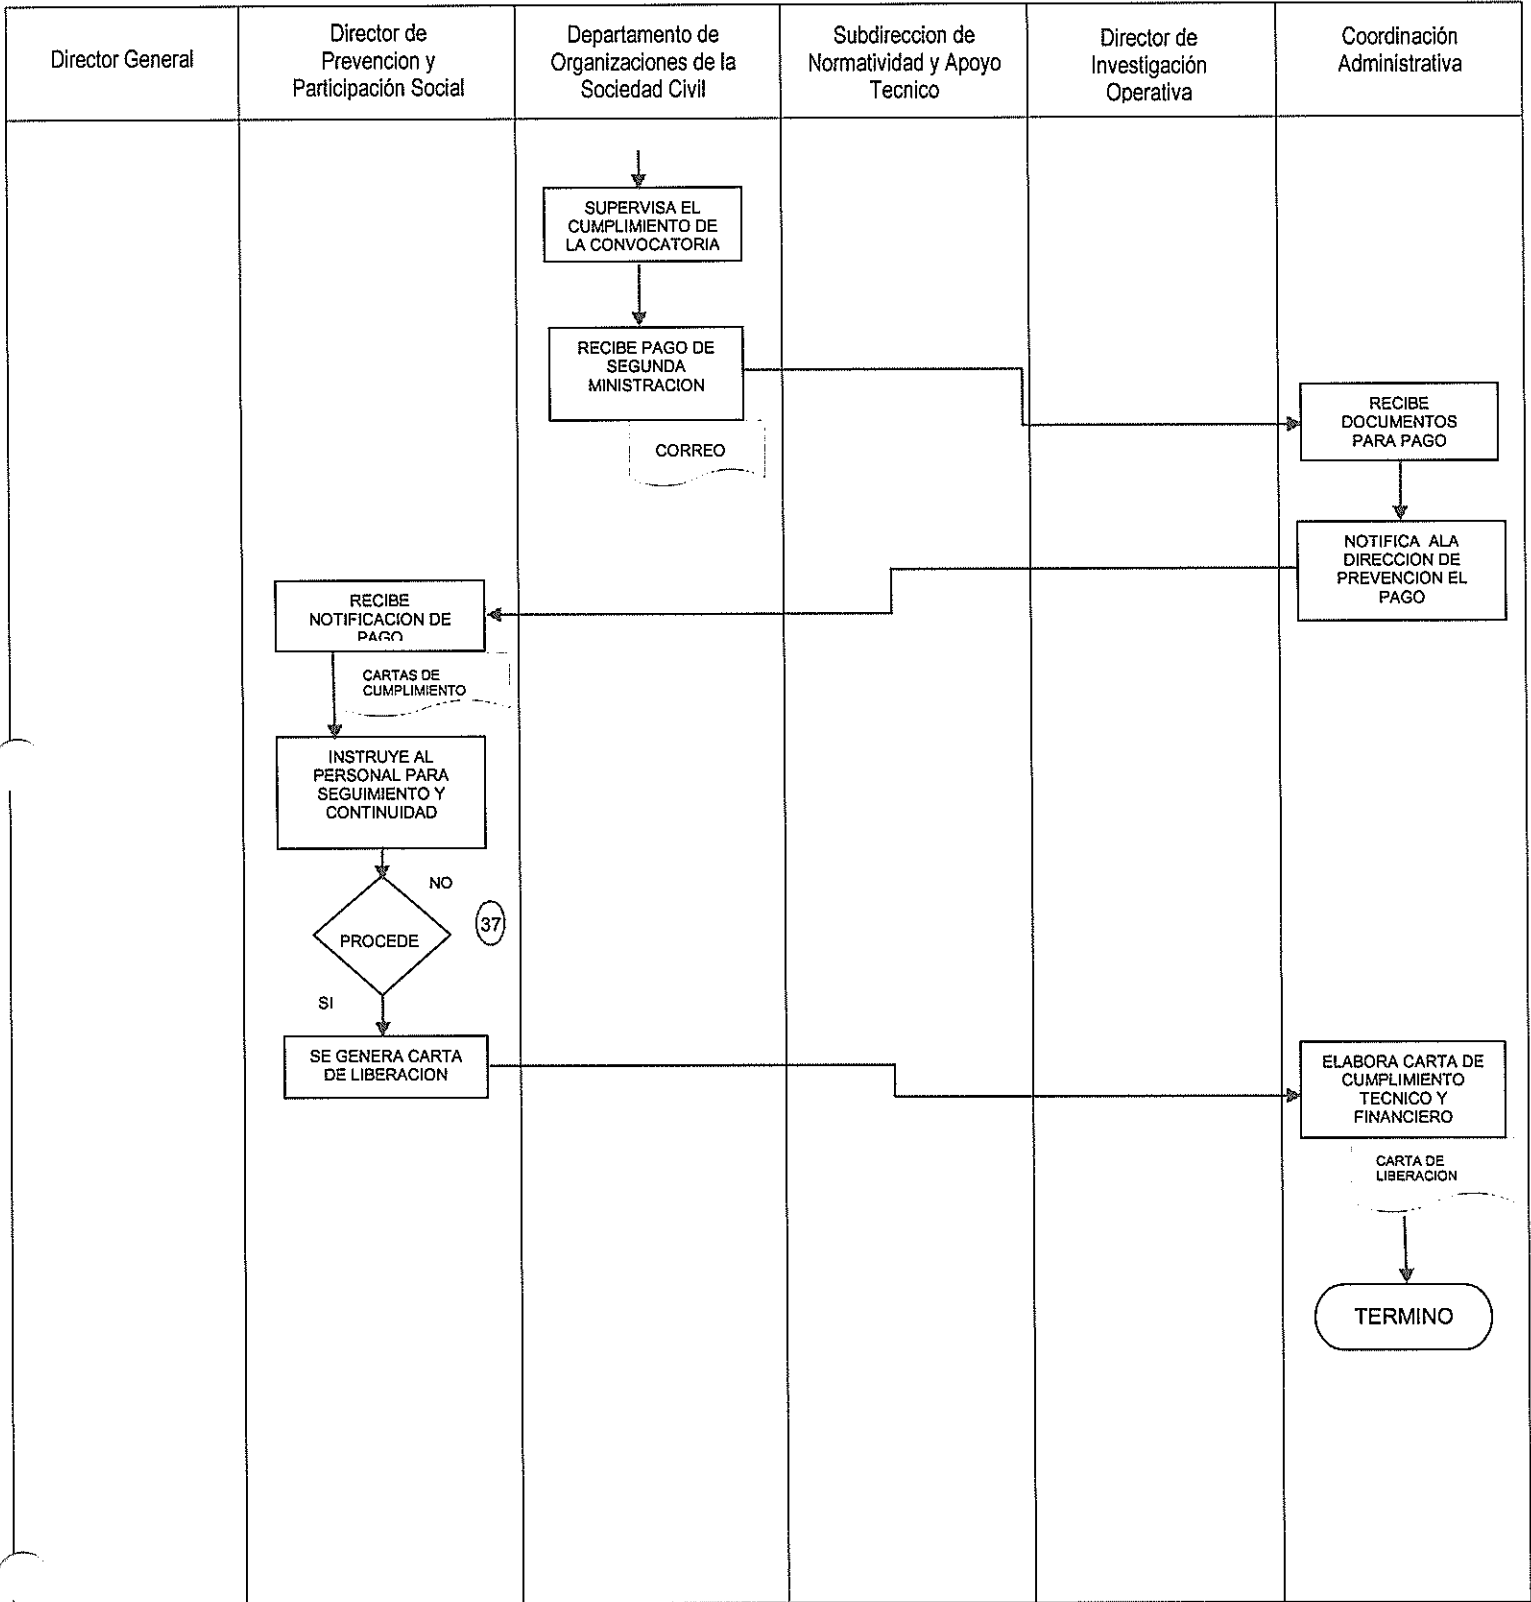 Director General
Director de
Prevencion y
Participación Social
Departamento de
Organizaciones de la
Sociedad Civil
Subdireccion de
Normatividad y Apoyo
Tecnico
Director de
Investigación
Operativa
Coordinación
Administrativa
SUPERVISA EL
CUMPLIMIENTO DE
LA CONVOCATORIA
RECIBE PAGO DE
SEGUNDA
MINISTRACION
CORREO
RECIBE
DOCUMENTOS
PARA PAGO
NOTIFICA ALA
DIRECCION DE
PREVENCION EL
PAGO
RECIBE
NOTIFICACION DE
PAGO
CARTAS DE
CUMPLIMIENTO
INSTRUYE AL
PERSONAL PARA
SEGUIMIENTO Y
CONTINUIDAD
NO
37
PROCEDE
SI
SE GENERA CARTA
DE LIBERACION
ELABORA CARTA DE
CUMPLIMIENTO
TECNICO Y
FINANCIERO
CARTA DE
LIBERACION
TERMINO